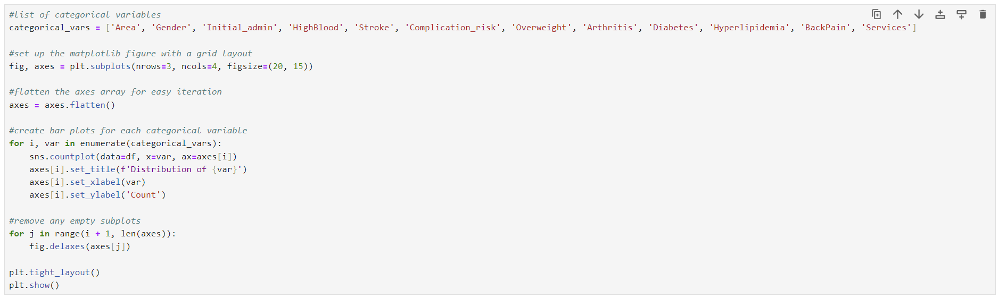 #list of categorical variables
categorical_vars = ['Area', 'Gender', 'Initial_admin', 'HighBlood', 'Stroke', 'Complication_risk', 'Overweight', 'Arthritis', 'Diabetes', 'Hyperlipidemia', 'BackPain', 'Services']

#set up the matplotlib figure with a grid layout
fig, axes = plt.subplots(nrows=3, ncols=4, figsize=(20, 15))

#flatten the axes array for easy iteration
axes = axes.flatten()

#create bar plots for each categorical variable
for i, var in enumerate(categorical_vars):
    sns.countplot(data=df, x=var, ax=axes[i])
    axes[i].set_title(f'Distribution of {var}')
    axes[i].set_xlabel(var)
    axes[i].set_ylabel('Count')

#remove any empty subplots
for j in range(i + 1, len(axes)):
    fig.delaxes(axes[j])

plt.tight_layout()
plt.show()